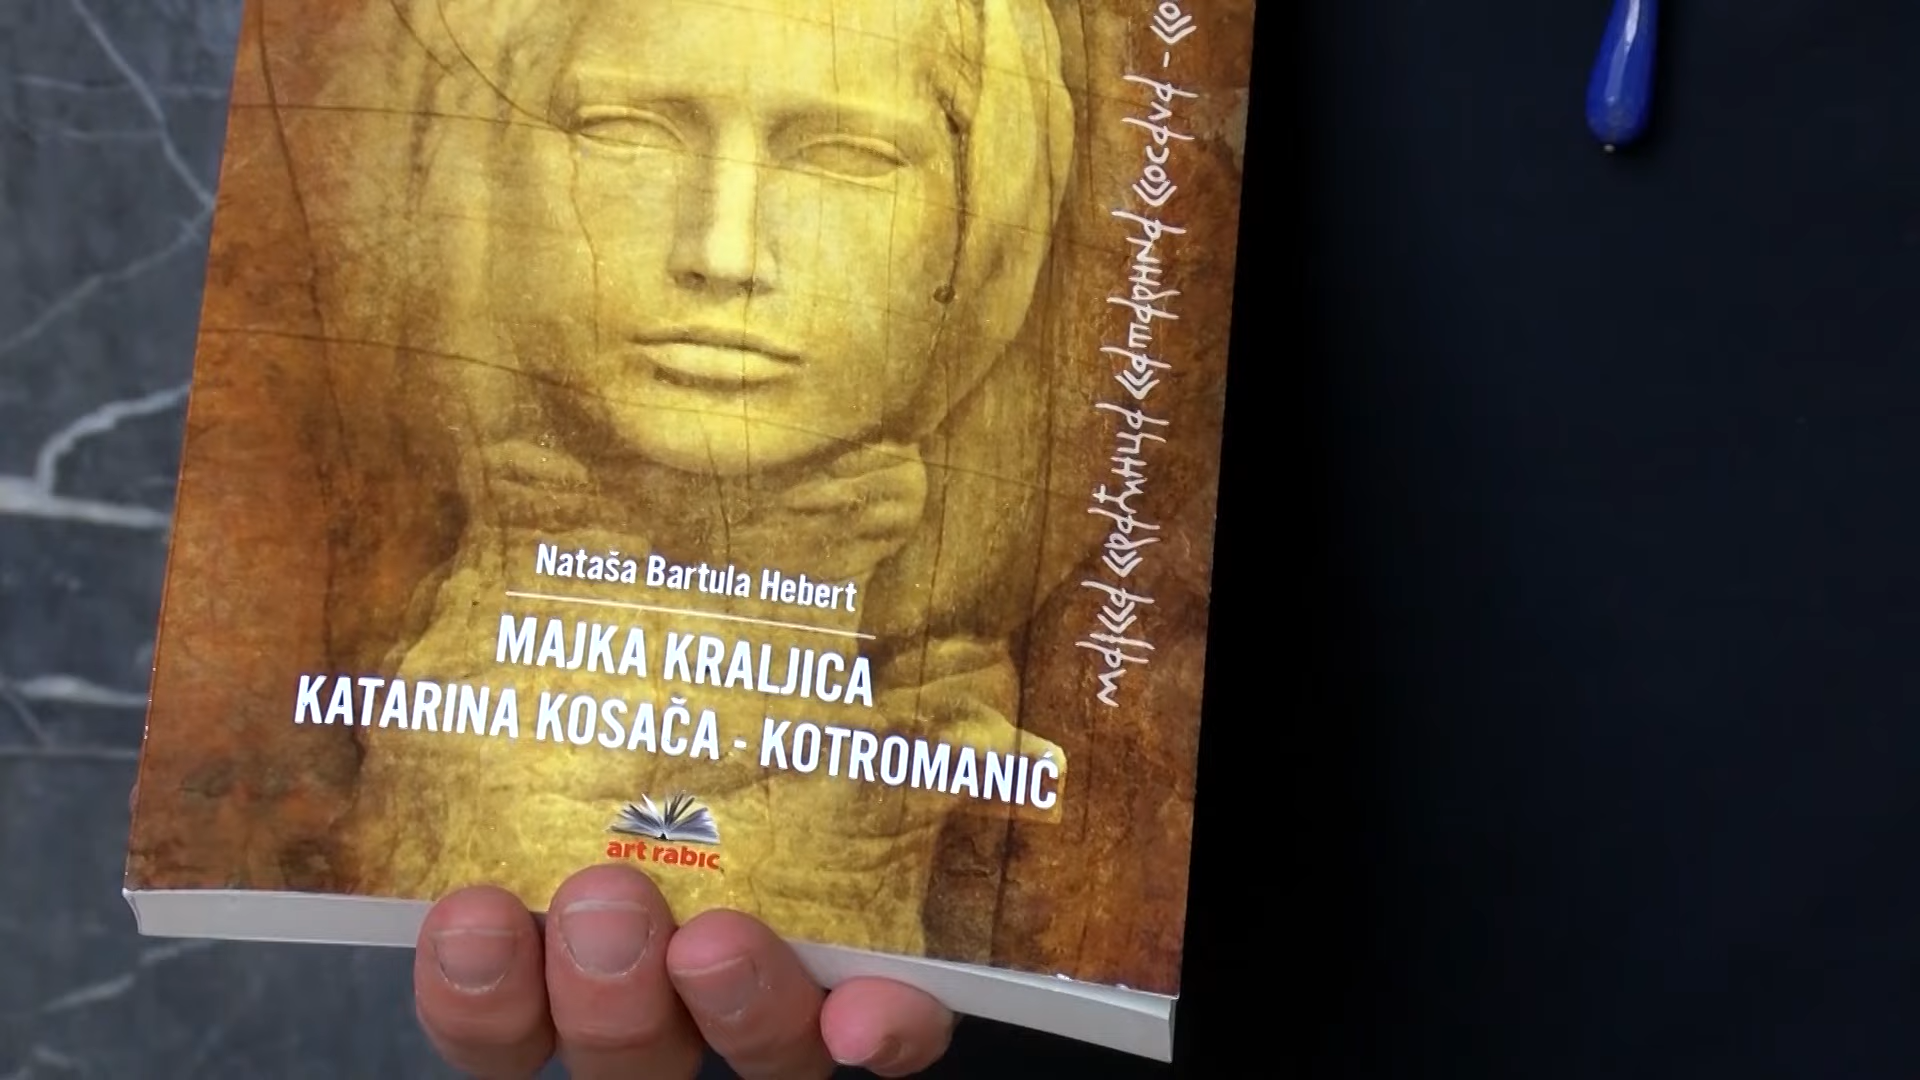 Nataša Bartula Hebert
MAJKA KRALJICA
KATARINA KOSAČA - KOTROMANIĆ
art rabic